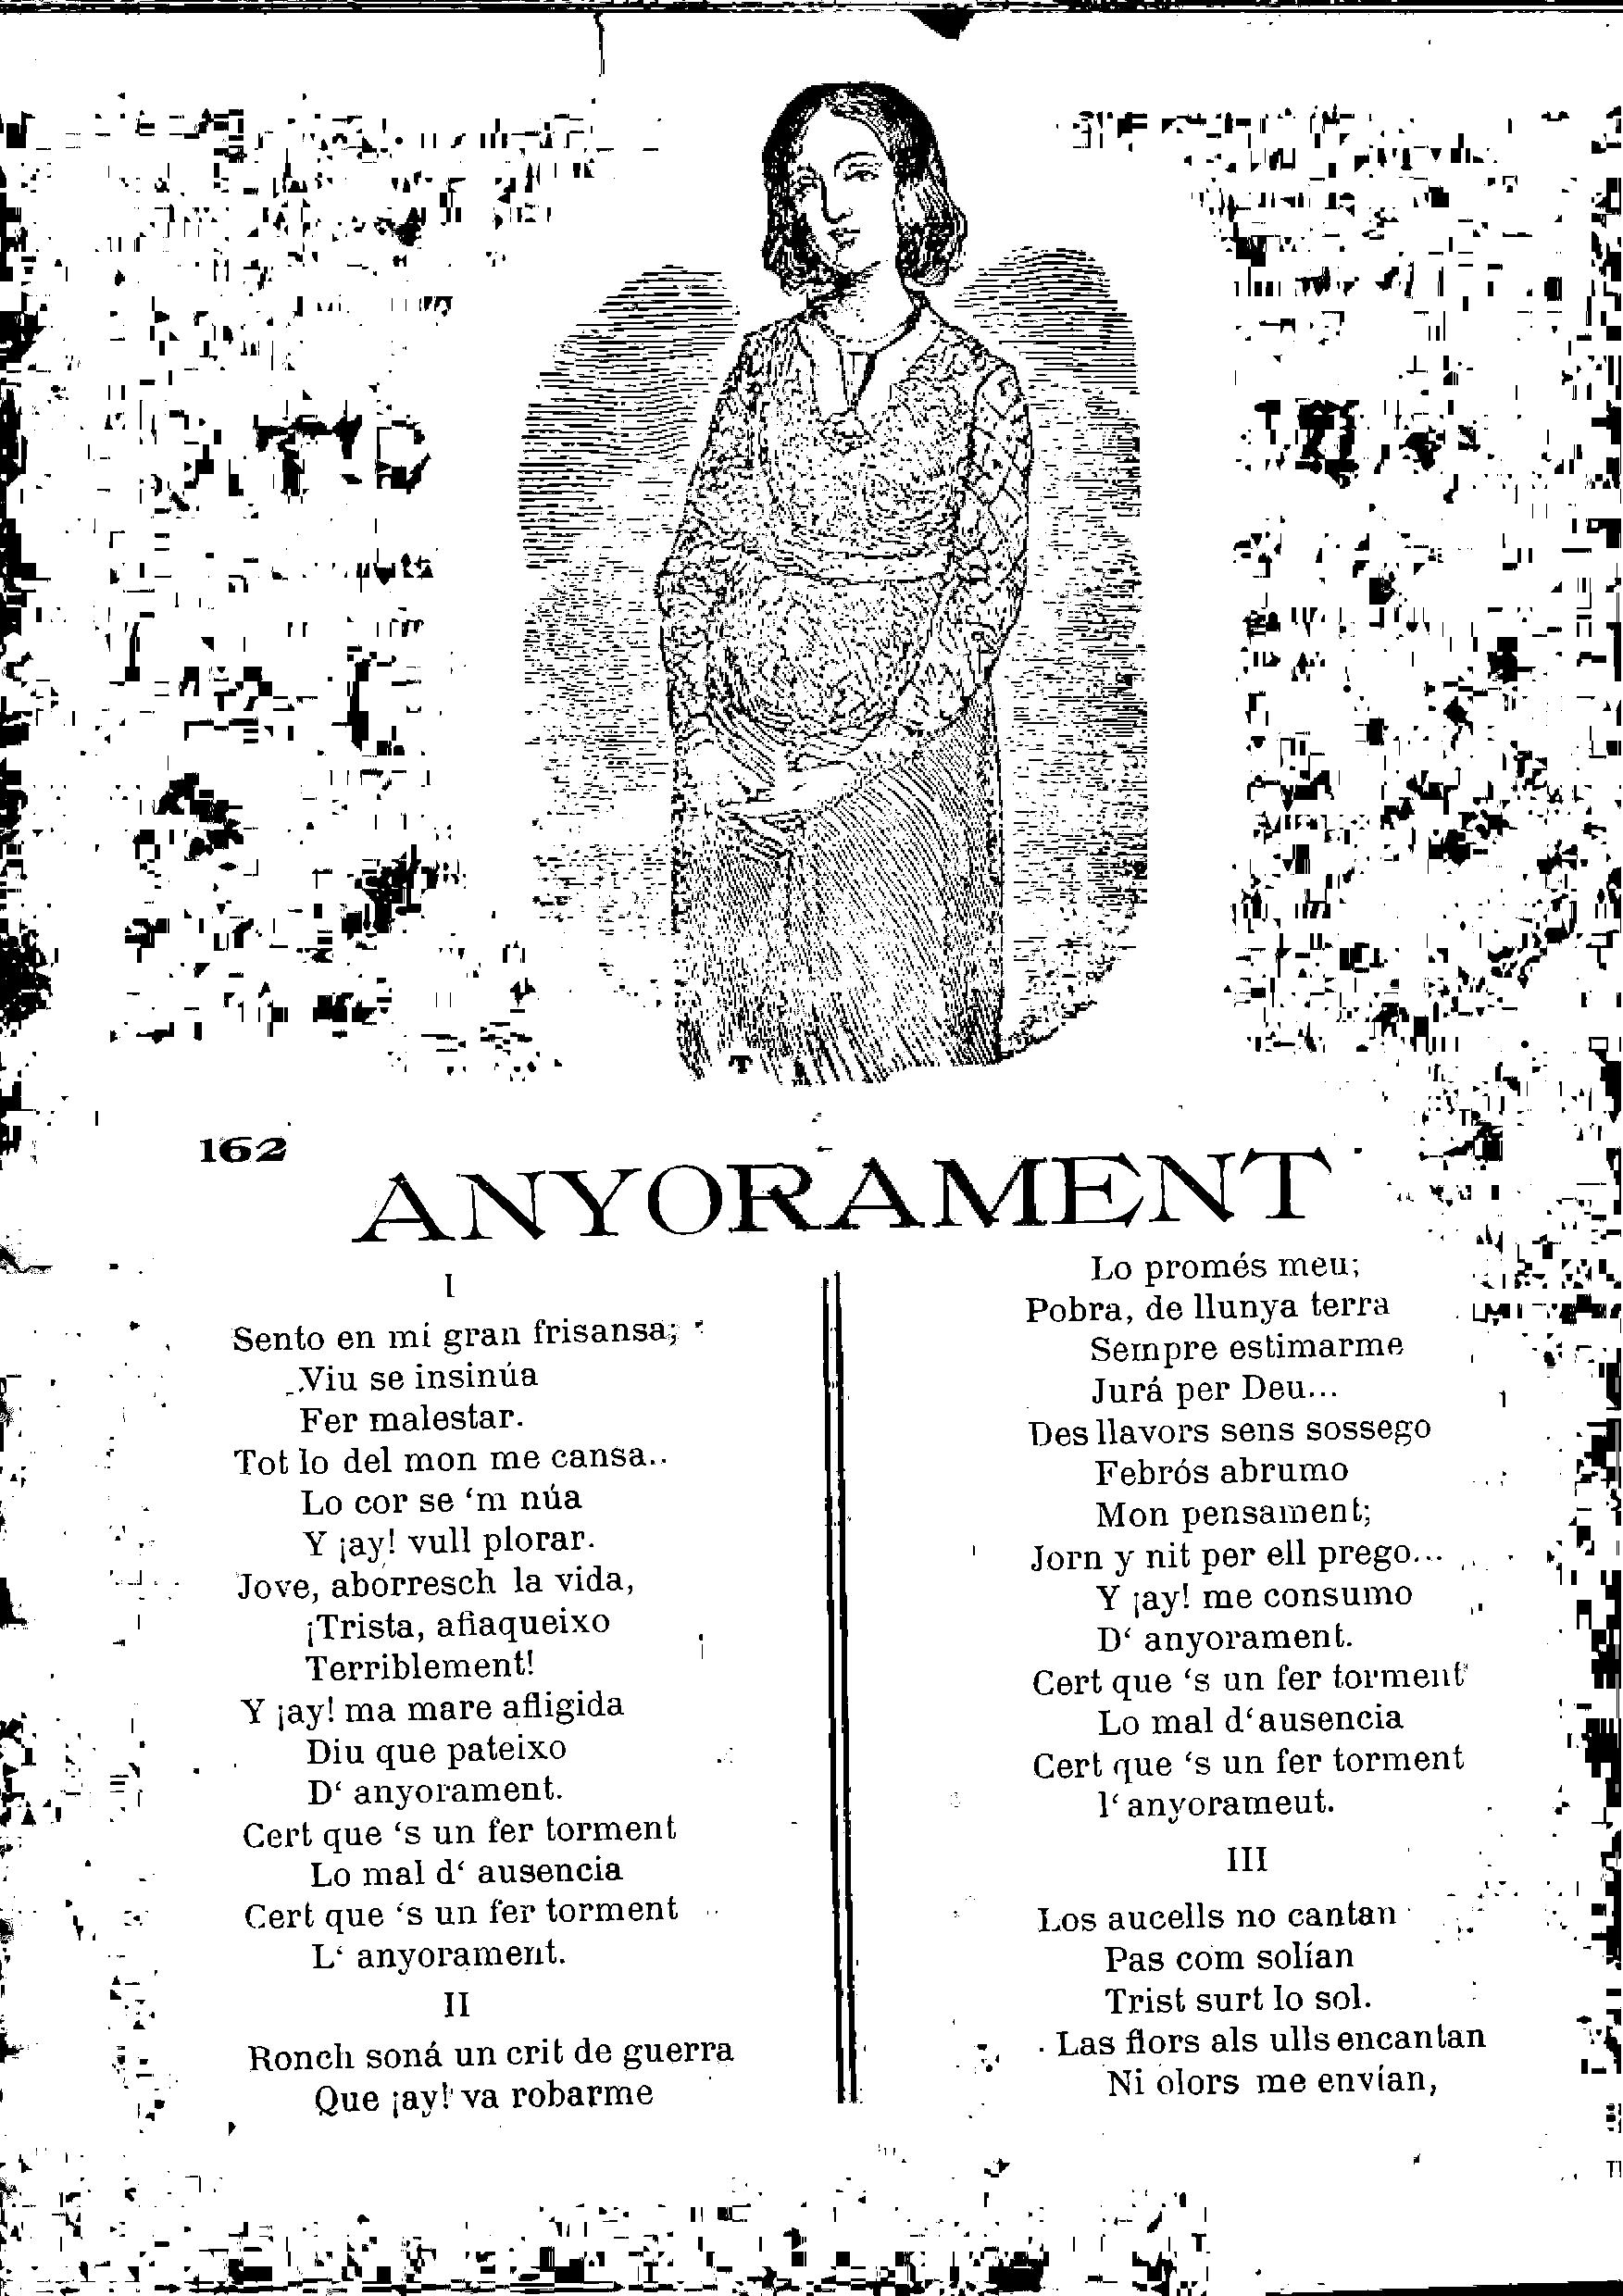 162
ANYORAMENT
I
Sento en mí gran frisansa;
Viu se insinúa
Fer malestar.
Tot lo del mon me cansa..
Lo cor se ‘m núa
Y ¡ay! vull plorar.
Jove, aborresch la vida,
¡Trista, afiaqueixo
Terriblement!
Y ¡ay! ma mare afligida
Diu que pateixo
D‘ anyorament.
Cert que ‘s un fer torment
Lo mal d‘ ausencia
Cert que ‘s un fer torment
L‘ anyorament.
II
Ronch soná un crit de guerra
Que ¡ay! va robarme
Lo promés meu;
Pobra, de llunya terra
Sempre estimarme
Jurá per Deu...
Des llavors sens sossego
Febrós abrumo
Mon pensament;
Jorn y nit per ell prego...
Y ¡ay! me consumo
D‘ anyorament.
Cert que ‘s un fer torment
Lo mal d‘ausencia
Cert que ‘s un fer torment
l‘ anyorameut.
III
Los aucells no cantan
Pas com solían
Trist surt lo sol.
Las flors als ulls encantan
Ni olors me envían,